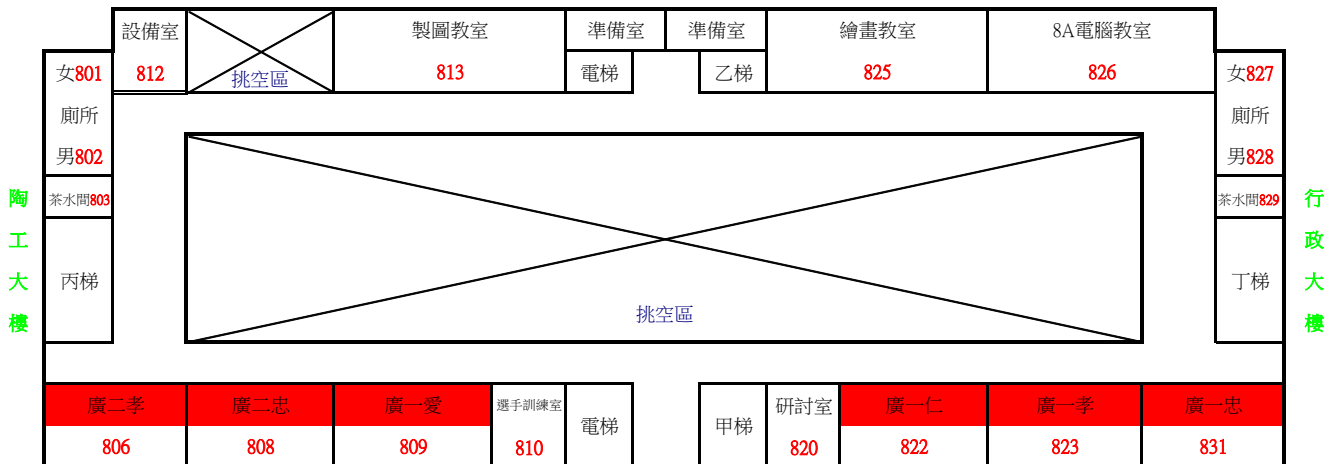 設備室 製圖教室 準備室 準備室 繪畫教室 8A電腦教室
女801 812 挑空區 813 電梯 乙梯 825 826 女827
廁所 廁所
男802 男828
茶水間803 茶水間829
陶工大樓 行政大樓
丙梯 丁梯
挑空區
廣二孝 廣二忠 廣一愛 選手訓練室 電梯 甲梯 研討室 廣一仁 廣一孝 廣一忠
806 808 809 810 820 822 823 831